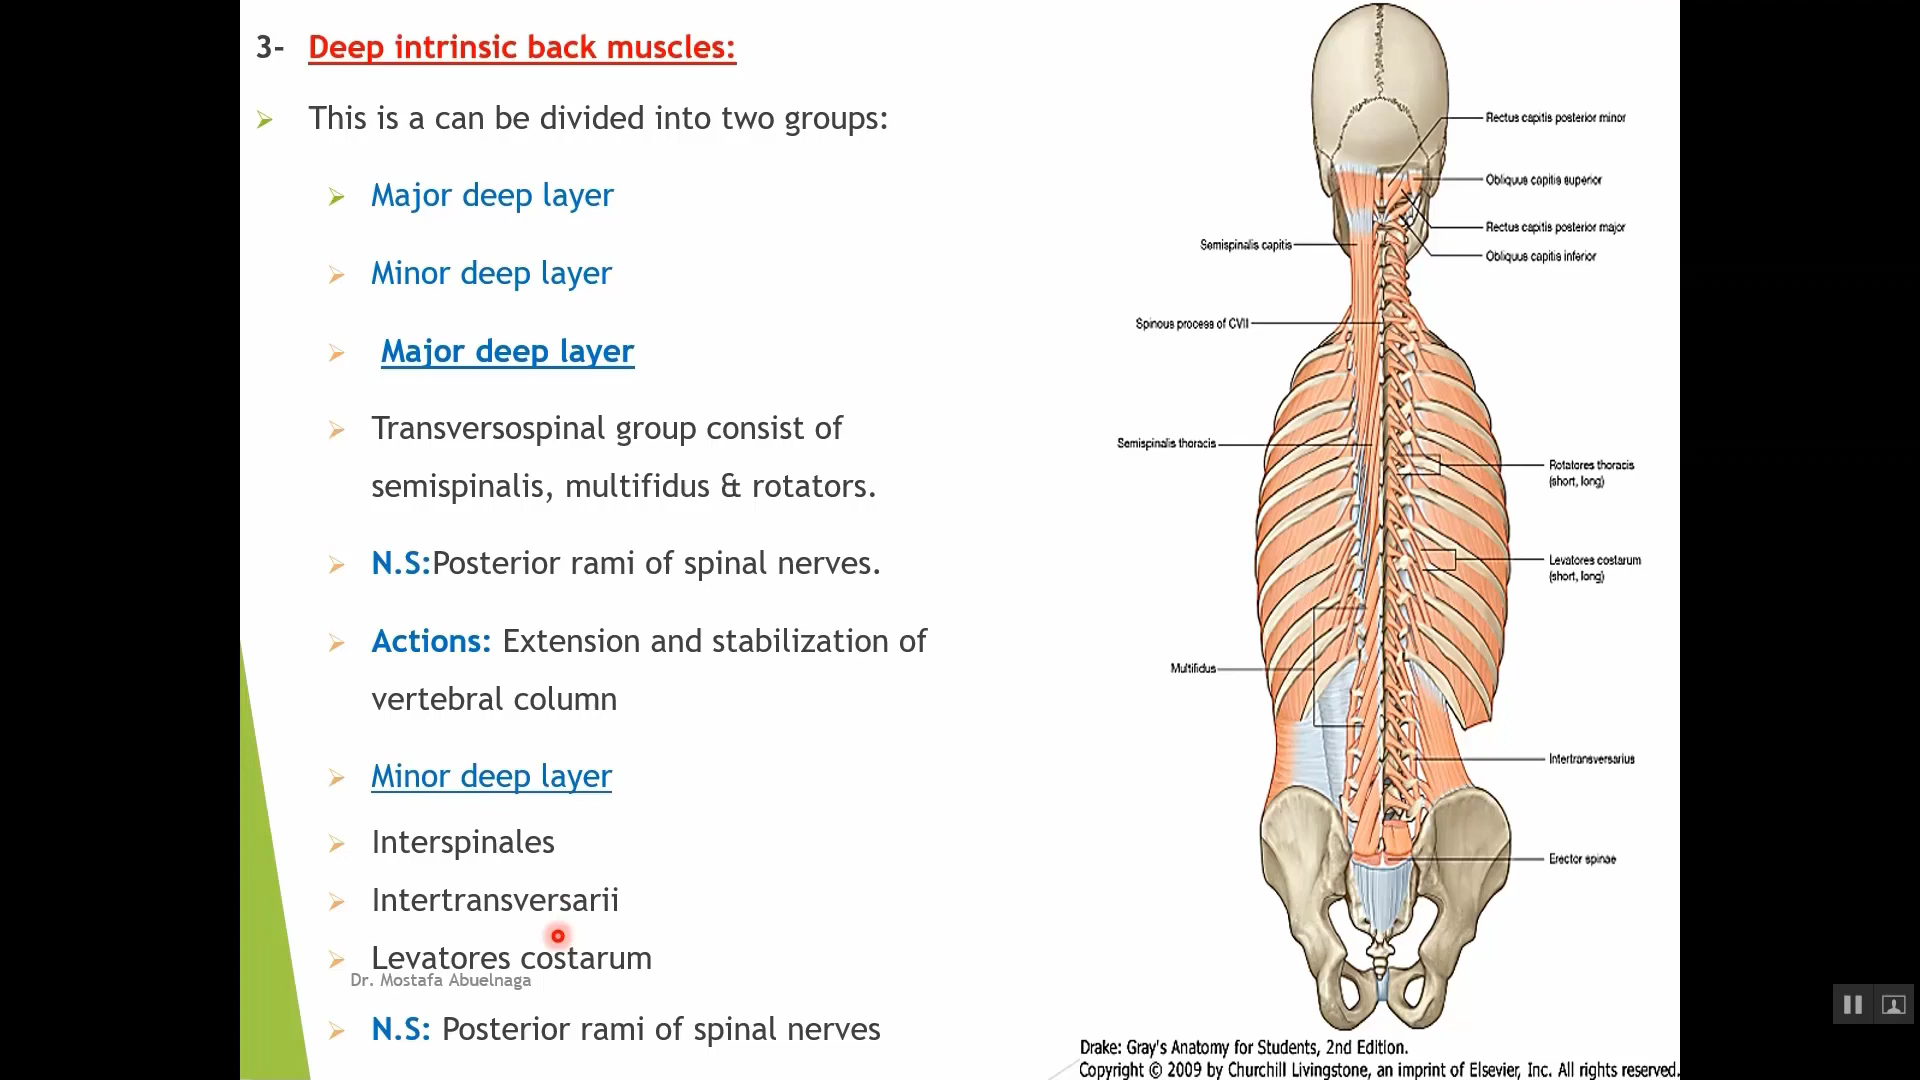 3- Deep intrinsic back muscles:
This is a can be divided into two groups:
Major deep layer
Minor deep layer
Major deep layer
Transversospinal group consist of
semispinalis, multifidus & rotators.
N.S:Posterior rami of spinal nerves.
Actions: Extension and stabilization of
vertebral column
Minor deep layer
Interspinales
Intertransversarii
Levatores costarum
Dr. Mostafa Abuelnaga
N.S: Posterior rami of spinal nerves
Rectus capitis posterior minor
Obliquus capitis superior
Rectus capitis posterior major
Semispinalis capitis
Obliquus capitis inferior
Spinous process of CVII
Semispinalis thoracis
Rotatores thoracis
(short, long)
Levatores costarum
(short, long)
Multifidus
Intertransversarius
Erector spinae
Drake: Gray's Anatomy for Students, 2nd Edition.
Copyright © 2009 by Churchill Livingstone, an imprint of Elsevier, Inc. All rights reserved.